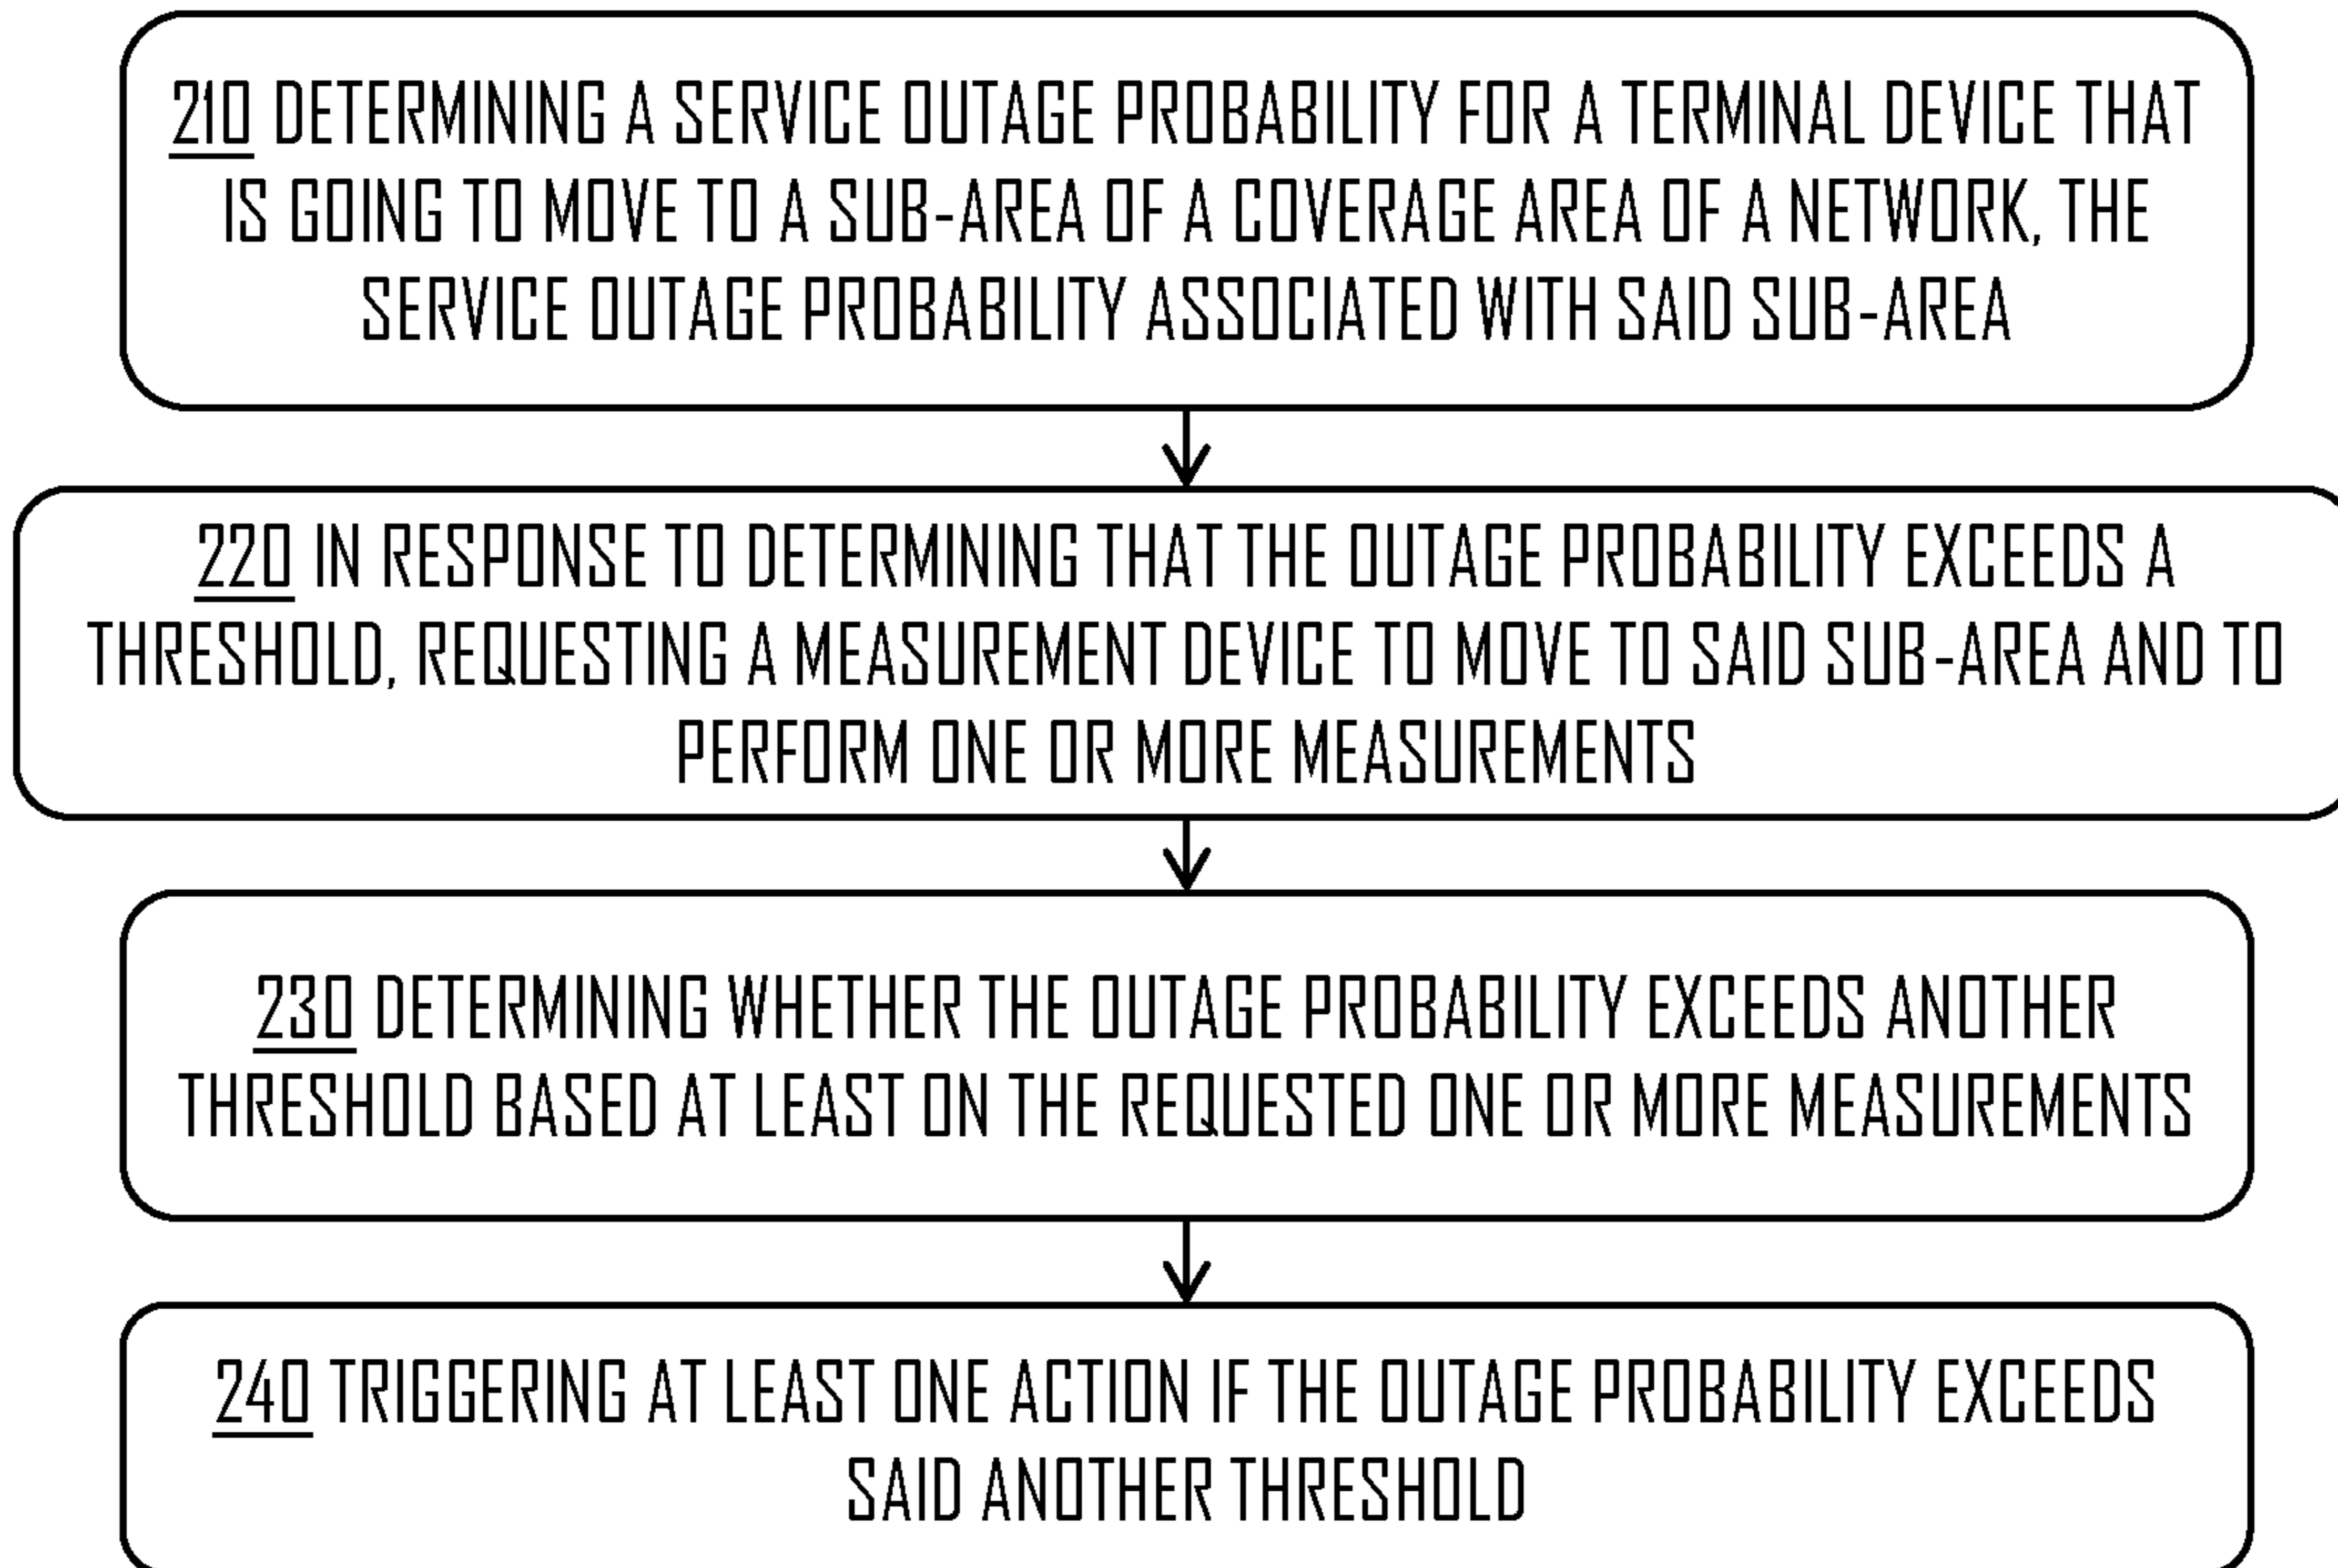 210 DETERMINING A SERVICE OUTAGE PROBABILITY FOR A TERMINAL DEVICE THAT
IS GOING TO MOVE TO A SUB-AREA OF A COVERAGE AREA OF A NETWORK, THE
SERVICE OUTAGE PROBABILITY ASSOCIATED WITH SAID SUB-AREA
220 IN RESPONSE TO DETERMINING THAT THE OUTAGE PROBABILITY EXCEEDS A
THRESHOLD, REQUESTING A MEASUREMENT DEVICE TO MOVE TO SAID SUB-AREA AND TO
PERFORM ONE OR MORE MEASUREMENTS
230 DETERMINING WHETHER THE OUTAGE PROBABILITY EXCEEDS ANOTHER
THRESHOLD BASED AT LEAST ON THE REQUESTED ONE OR MORE MEASUREMENTS
240 TRIGGERING AT LEAST ONE ACTION IF THE OUTAGE PROBABILITY EXCEEDS
SAID ANOTHER THRESHOLD